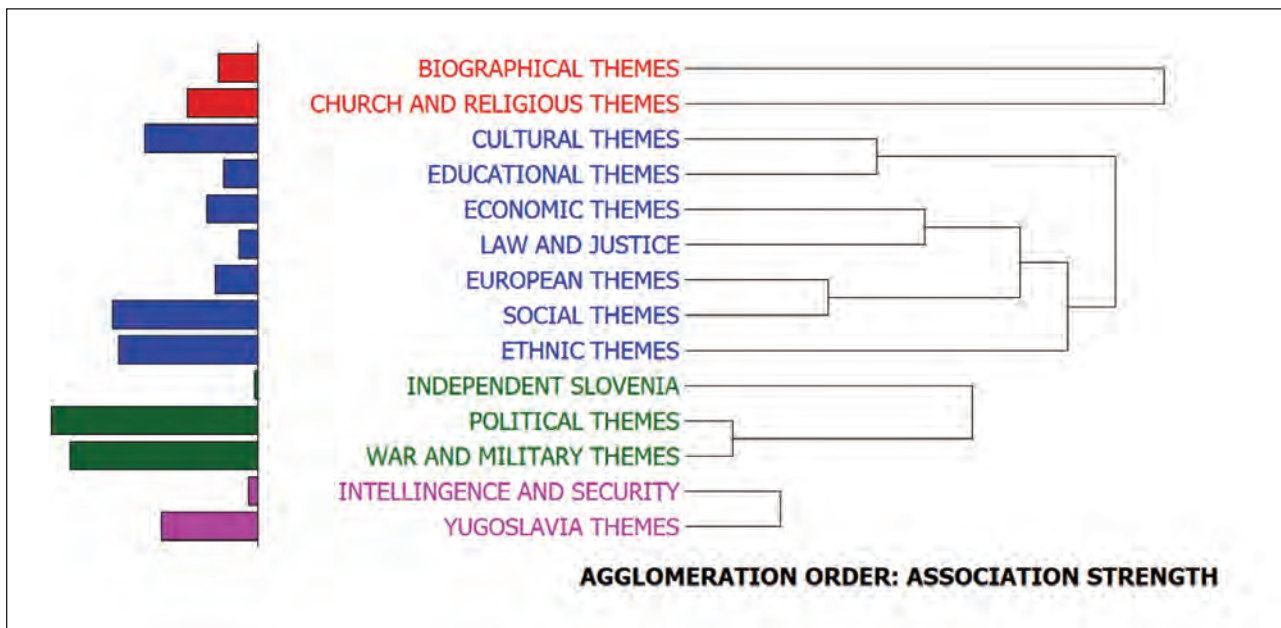 BIOGRAPHICAL THEMES
CHURCH AND RELIGIOUS THEMES
CULTURAL THEMES
EDUCATIONAL THEMES
ECONOMIC THEMES
LAW AND JUSTICE
EUROPEAN THEMES
SOCIAL THEMES
ETHNIC THEMES
INDEPENDENT SLOVENIA
POLITICAL THEMES
WAR AND MILITARY THEMES
INTELLINGENCE AND SECURITY
YUGOSLAVIA THEMES
AGGLOMERATION ORDER: ASSOCIATION STRENGTH